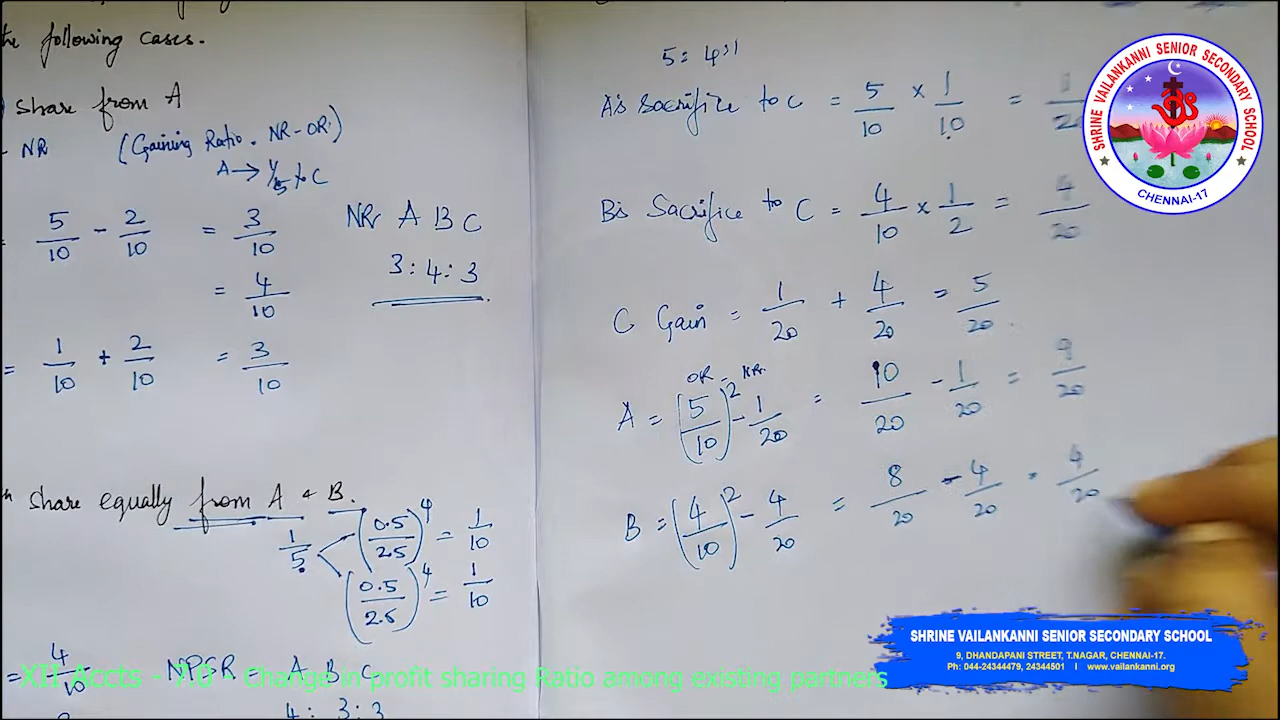 the following cases.
share from A
NR (Gaining Ratio = NR - OR)
A → 1/5 to C
5/10 - 2/10 = 3/10
NR A B C
= 4/10
3 : 4 : 3
= 1/10 + 2/10 = 3/10
share equally from A & B.
1/5 (0.5/2.5)4 = 1/10
(0.5/2.5)4 = 1/10
= 4/10 NPSR A B C
4 : 3 : 3
5 = 4:1
A's sacrifice to C = 5/10 × 1/10 = 1/20
B's Sacrifice to C = 4/10 × 1/2 = 4/20
C Gain = 1/20 + 4/20 = 5/20
OR - NR.
A = (5/10)2 - 1/20 = 10/20 - 1/20 = 9/20
B = (4/10)2 - 4/20 = 8/20 - 4/20 = 4/20
SHRINE VAILANKANNI SENIOR SECONDARY SCHOOL
CHENNAI-17
SHRINE VAILANKANNI SENIOR SECONDARY SCHOOL
9, DHANDAPANI STREET, T.NAGAR, CHENNAI-17.
Ph: 044-24344479, 24344501 I www.vailankanni.org
XII Accts - 70 - Change in profit sharing Ratio among existing partners